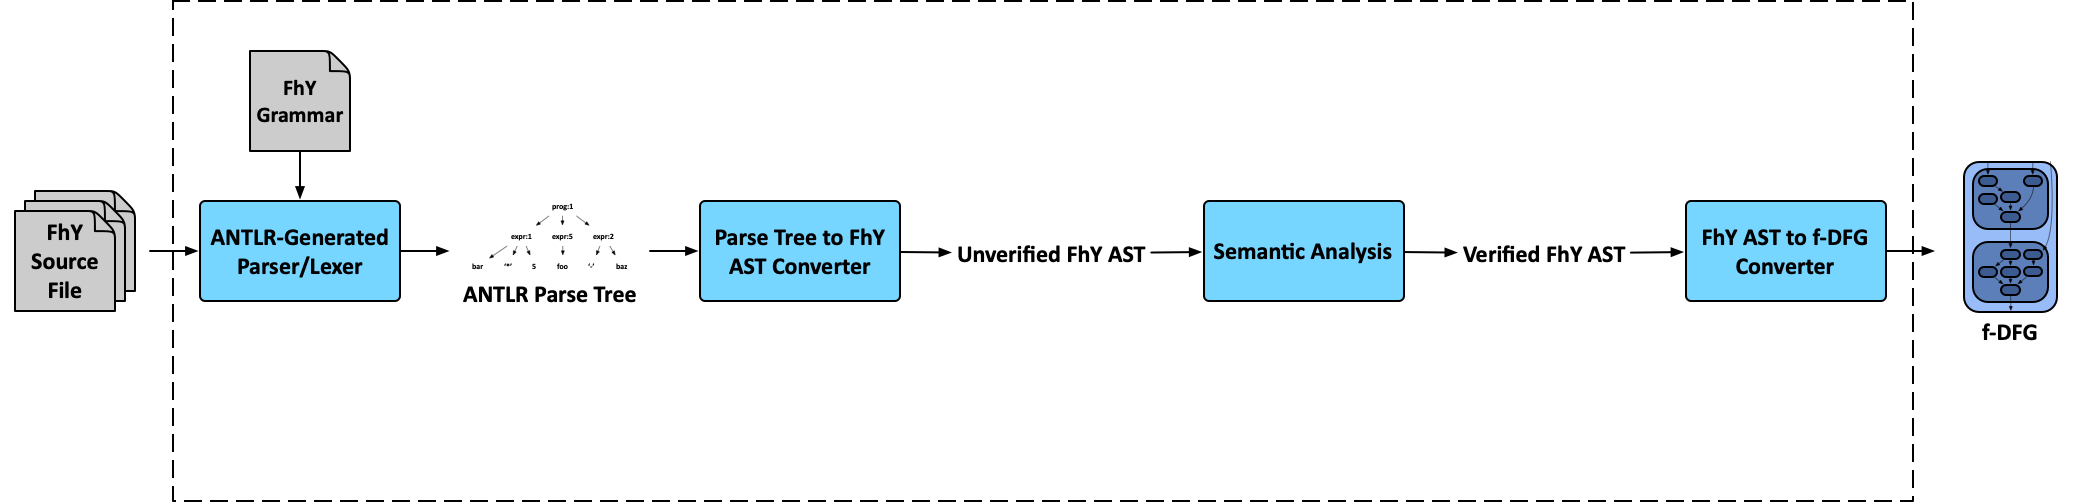 FhY
Grammar
FhY
Source
File
ANTLR-Generated
Parser/Lexer
prog:1
expr:1 expr:5 expr:2
bar 5 foo baz
ANTLR Parse Tree
Parse Tree to FhY
AST Converter
Unverified FhY AST
Semantic Analysis
Verified FhY AST
FhY AST to f-DFG
Converter
f-DFG